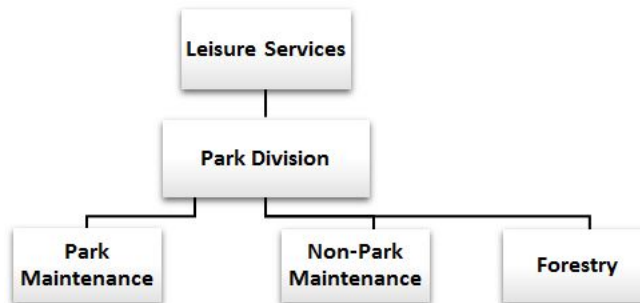 Leisure Services
Park Division
Park
Maintenance
Non-Park
Maintenance
Forestry